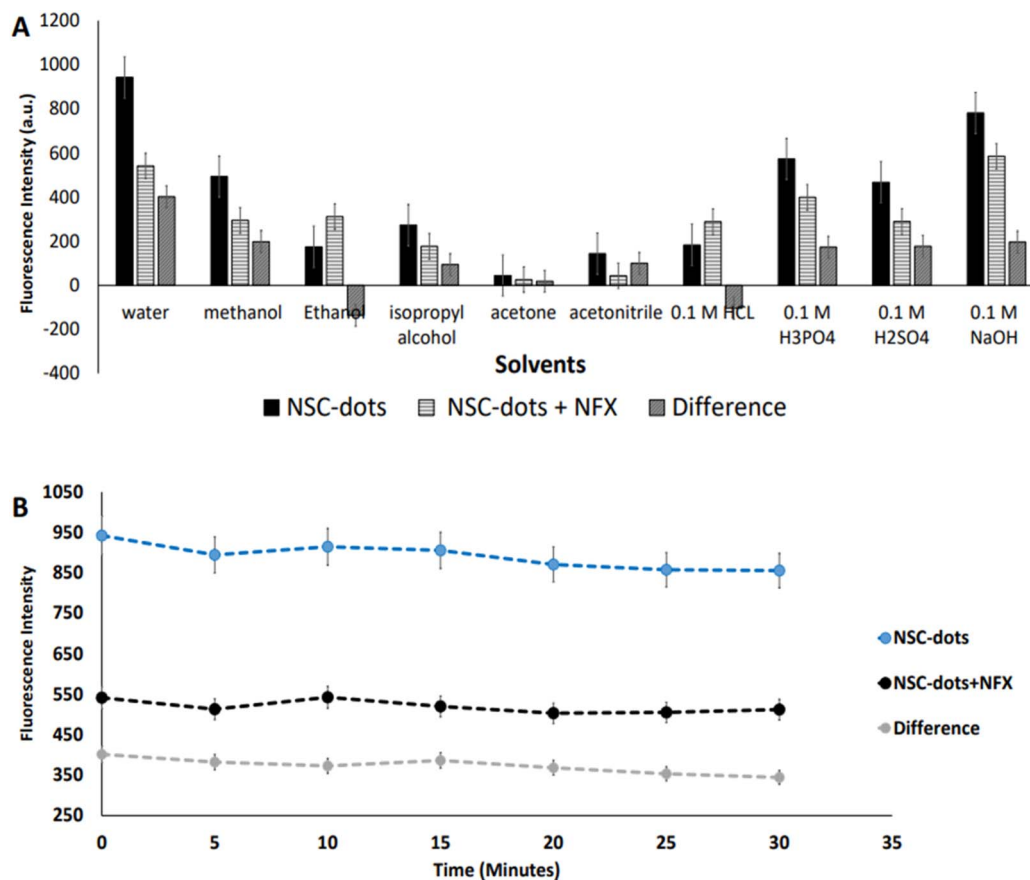 A
Fluorescence Intensity (a.u.)
1200
1000
800
600
400
200
0
-200
-400
water
methanol
Ethanol
isopropyl
alcohol
acetone
acetonitrile
0.1 M HCL
0.1 M
H3PO4
0.1 M
H2SO4
0.1 M
NaOH
Solvents
NSC-dots
NSC-dots + NFX
Difference
B
Fluorescence Intensity
1050
950
850
750
650
550
450
350
250
0
5
10
15
20
25
30
35
Time (Minutes)
NSC-dots
NSC-dots+NFX
Difference